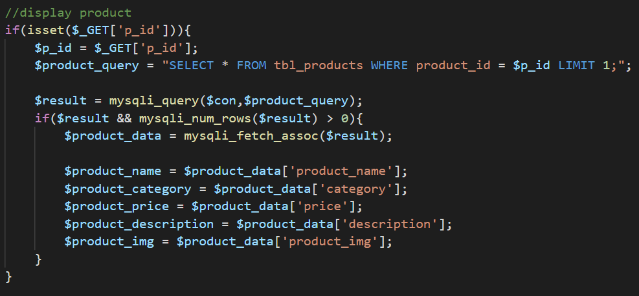 //display product
if(isset($_GET['p_id'])){
$p_id = $_GET['p_id'];
$product_query = "SELECT * FROM tbl_products WHERE product_id = $p_id LIMIT 1;";
$result = mysqli_query($con,$product_query);
if($result && mysqli_num_rows($result) > 0){
$product_data = mysqli_fetch_assoc($result);
$product_name = $product_data['product_name'];
$product_category = $product_data['category'];
$product_price = $product_data['price'];
$product_description = $product_data['description'];
$product_img = $product_data['product_img'];
}
}